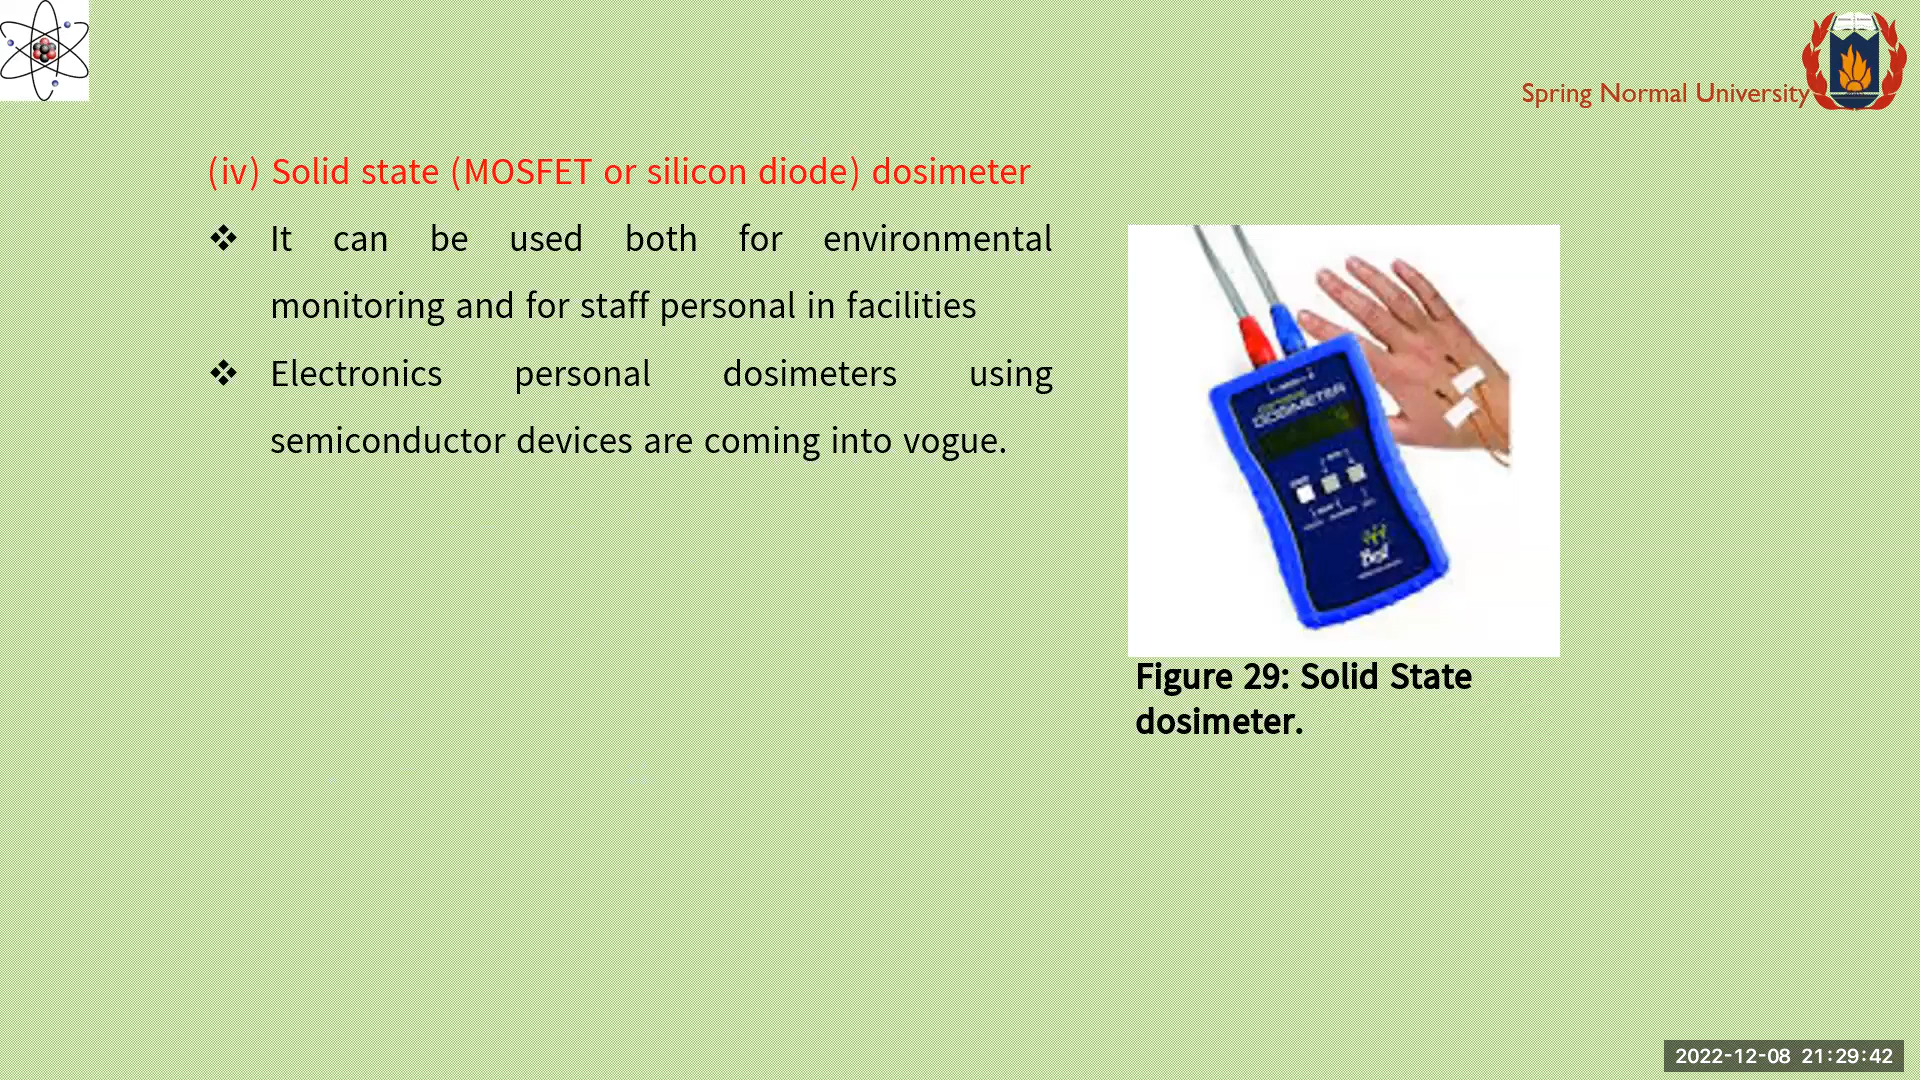 Spring Normal University
(iv) Solid state (MOSFET or silicon diode) dosimeter
❖ It can be used both for environmental
monitoring and for staff personal in facilities
❖ Electronics personal dosimeters using
semiconductor devices are coming into vogue.
DOSIMETER
Best
Figure 29: Solid State
dosimeter.
2022-12-08 21:29:42